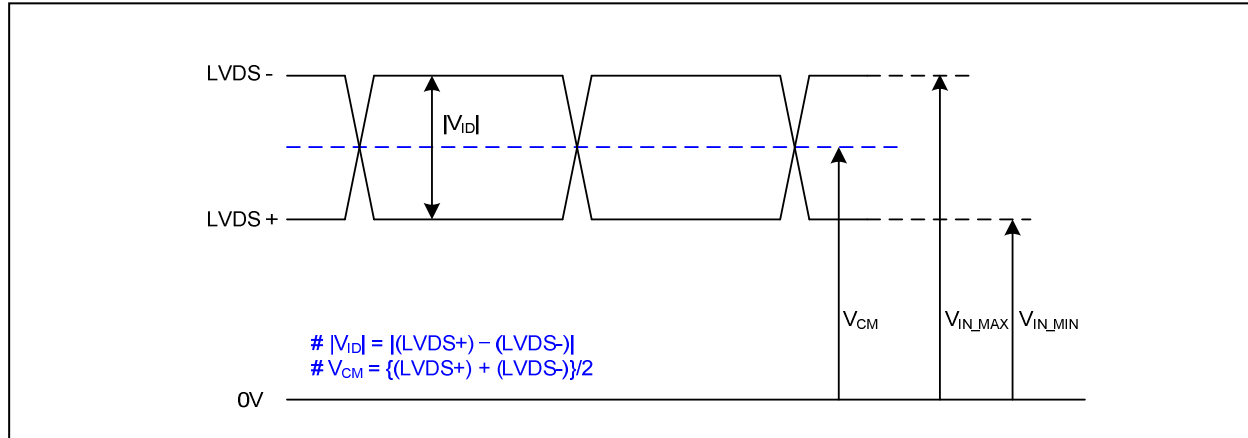 LVDS -
|VID|
LVDS +
VCM
VIN_MAX
VIN_MIN
# |VID| = |(LVDS+) – (LVDS-)|
# VCM = {(LVDS+) + (LVDS-)}/2
0V